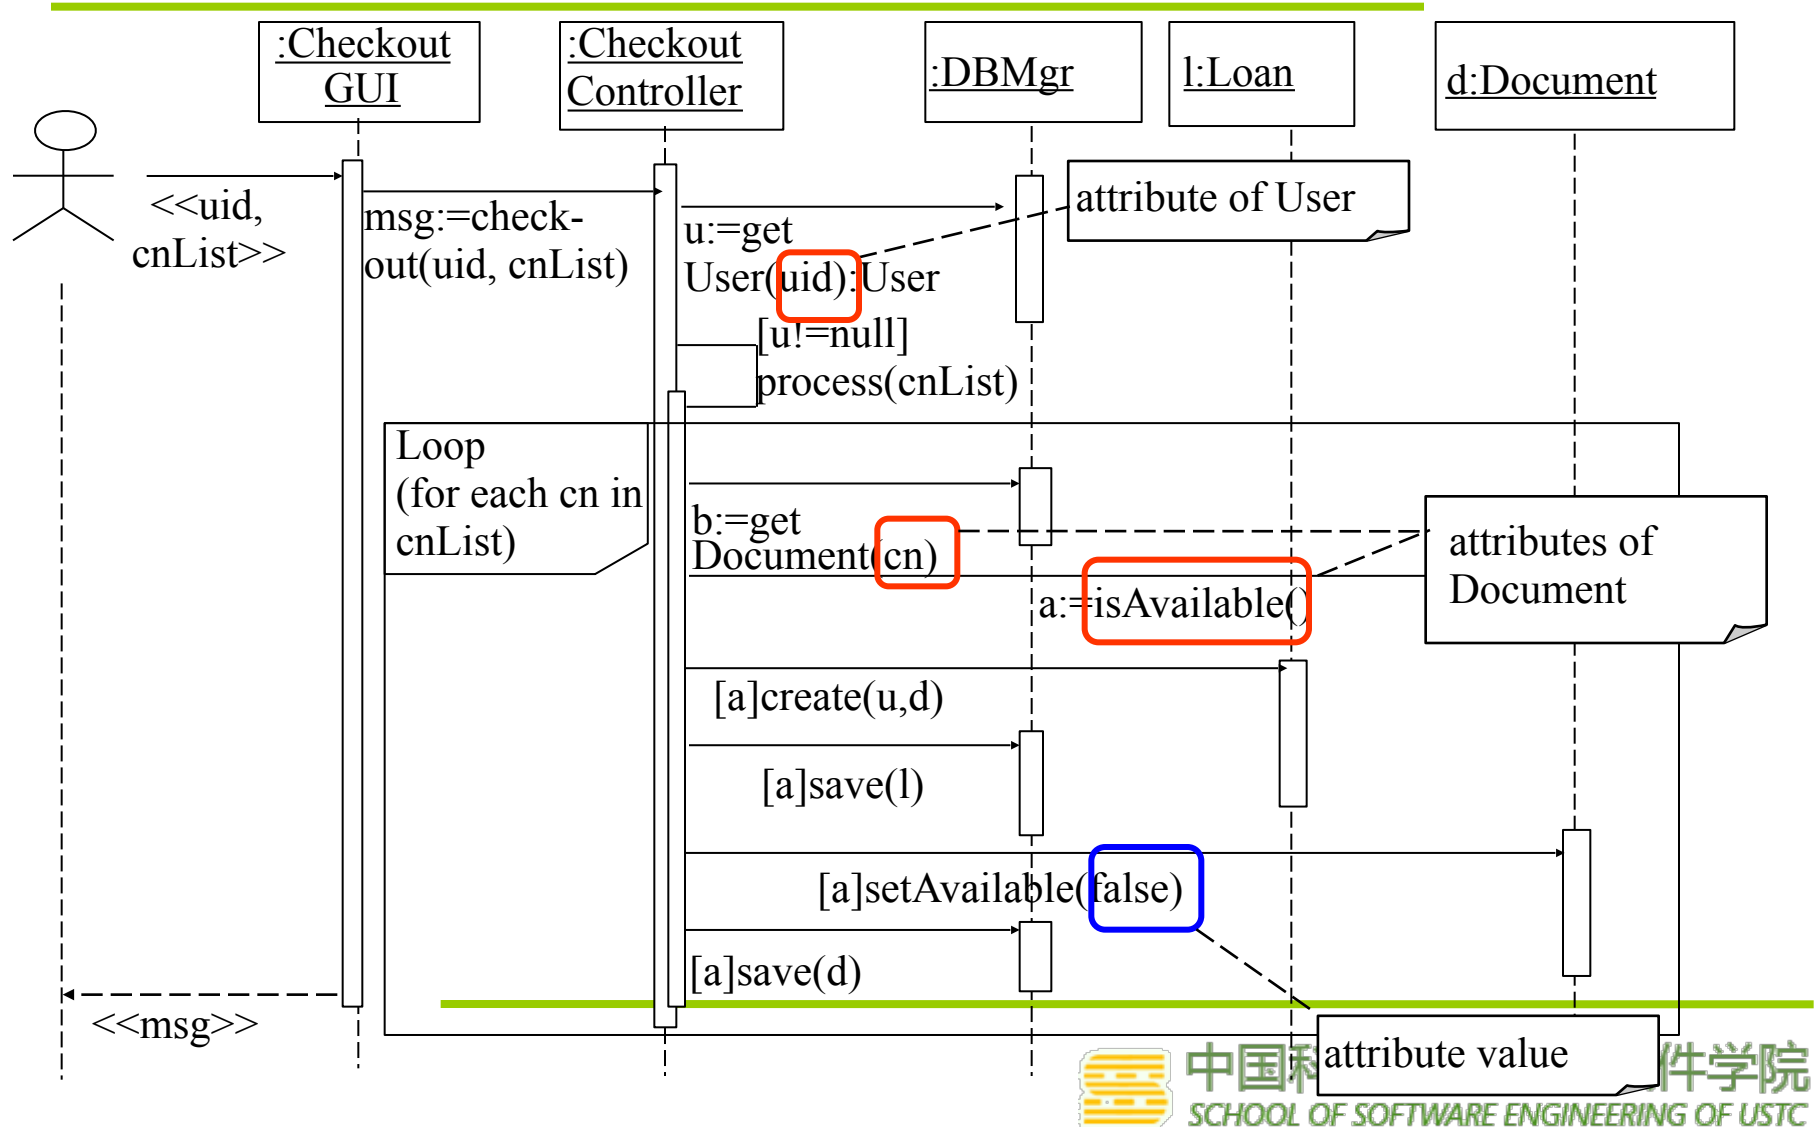 :Checkout
GUI
:Checkout
Controller
:DBMgr
l:Loan
d:Document
<<uid,
cnList>>
msg:=check-
out(uid, cnList)
u:=get
User(uid):User
attribute of User
[u!=null]
process(cnList)
Loop
(for each cn in
cnList)
b:=get
Document(cn)
a:=isAvailable()
attributes of
Document
[a]create(u,d)
[a]save(l)
[a]setAvailable(false)
[a]save(d)
<<msg>>
attribute value
中国科
件学院
SCHOOL OF SOFTWARE ENGINEERING OF USTC